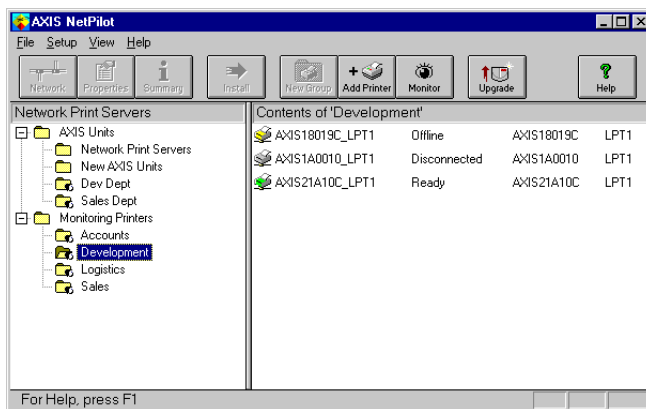 AXIS NetPilot
File Setup View Help
Network Properties Summary Install New Group Add Printer Monitor Upgrade Help
Network Print Servers
AXIS Units
Network Print Servers
New AXIS Units
Dev Dept
Sales Dept
Monitoring Printers
Accounts
Development
Logistics
Sales
Contents of 'Development'
AXIS18019C_LPT1 Offline AXIS18019C LPT1
AXIS1A0010_LPT1 Disconnected AXIS1A0010 LPT1
AXIS21A10C_LPT1 Ready AXIS21A10C LPT1
For Help, press F1